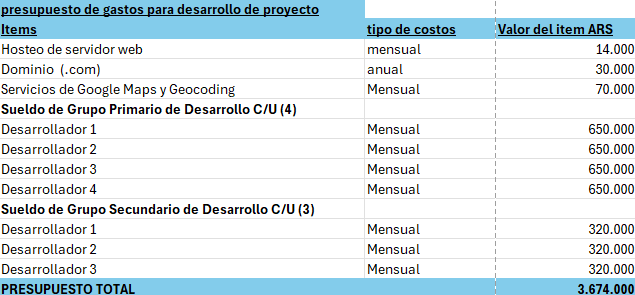 presupuesto de gastos para desarrollo de proyecto
Items tipo de costos Valor del item ARS
Hosteo de servidor web mensual 14.000
Dominio (.com) anual 30.000
Servicios de Google Maps y Geocoding Mensual 70.000
Sueldo de Grupo Primario de Desarrollo C/U (4)
Desarrollador 1 Mensual 650.000
Desarrollador 2 Mensual 650.000
Desarrollador 3 Mensual 650.000
Desarrollador 4 Mensual 650.000
Sueldo de Grupo Secundario de Desarrollo C/U (3)
Desarrollador 1 Mensual 320.000
Desarrollador 2 Mensual 320.000
Desarrollador 3 Mensual 320.000
PRESUPUESTO TOTAL 3.674.000